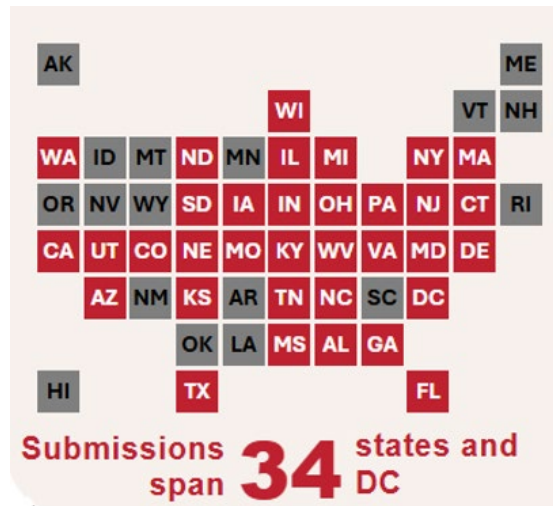 AK ME
WI VT NH
WA ID MT ND MN IL MI NY MA
OR NV WY SD IA IN OH PA NJ CT RI
CA UT CO NE MO KY WV VA MD DE
AZ NM KS AR TN NC SC DC
OK LA MS AL GA
HI TX FL
Submissions span 34 states and DC